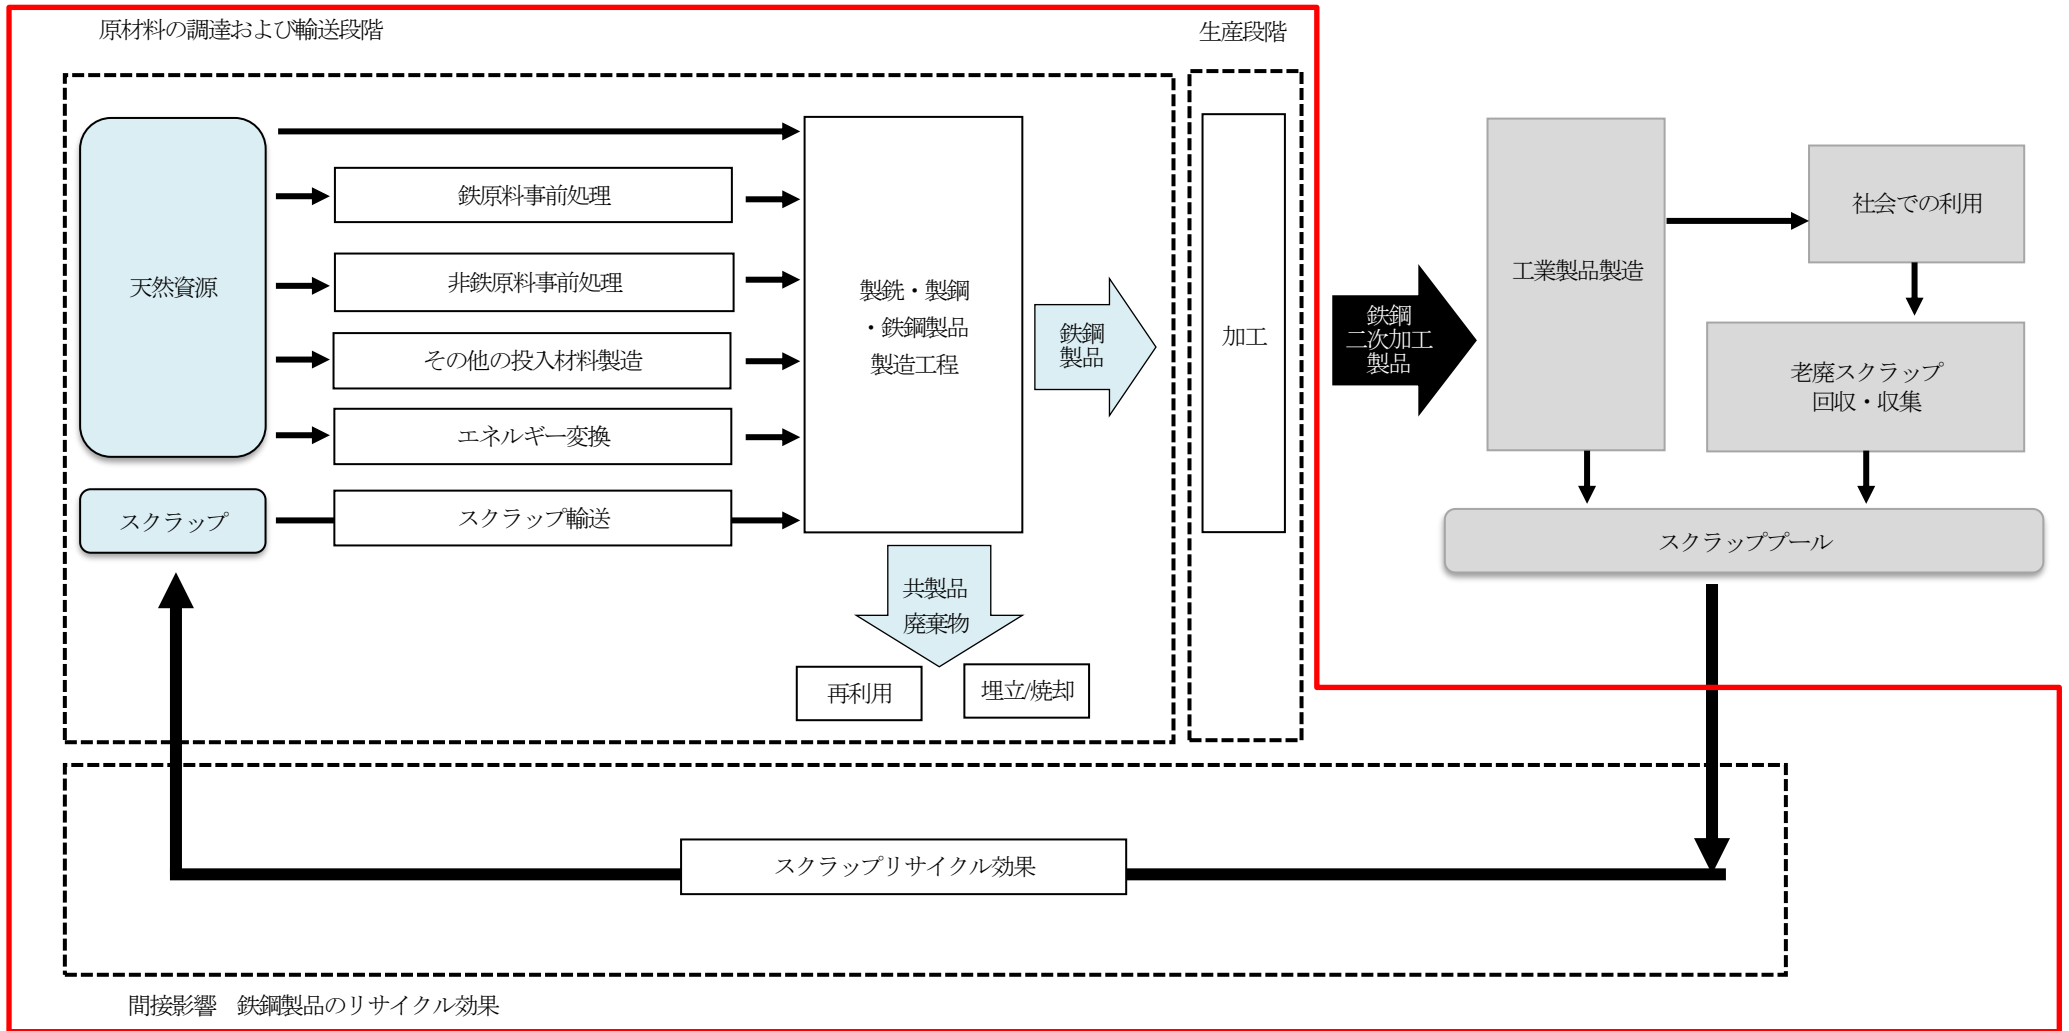 原材料の調達および輸送段階
生産段階
天然資源
鉄原料事前処理
非鉄原料事前処理
その他の投入材料製造
エネルギー変換
スクラップ
スクラップ輸送
製銑・製鋼
・鉄鋼製品
製造工程
鉄鋼
製品
共製品
廃棄物
再利用
埋立/焼却
加工
鉄鋼
二次加工
製品
工業製品製造
社会での利用
老廃スクラップ
回収・収集
スクラッププール
スクラップリサイクル効果
間接影響　鉄鋼製品のリサイクル効果